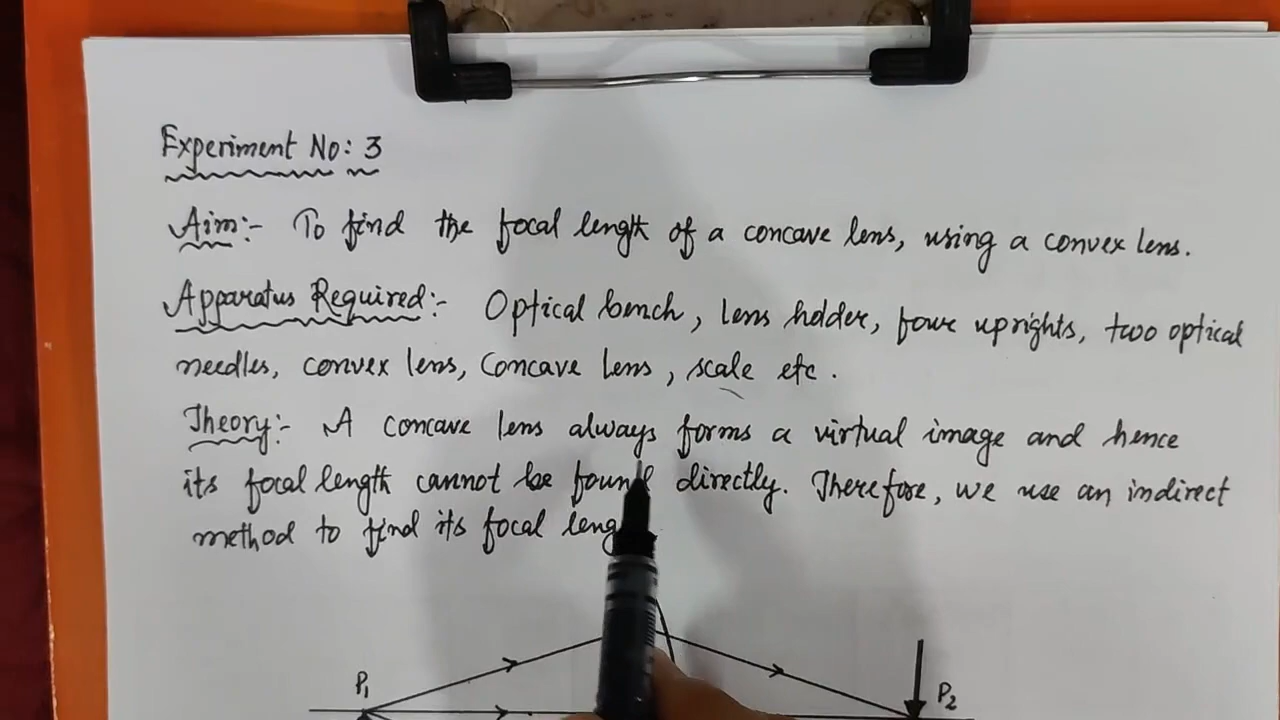 Experiment No: 3
Aim:- To find the focal length of a concave lens, using a convex lens.
Apparatus Required:- Optical bench, lens holder, four uprights, two optical
needles, convex lens, Concave lens, scale etc.
Theory:- A concave lens always forms a virtual image and hence
its focal length cannot be found directly. Therefore, we use an indirect
method to find its focal leng
P₁
P₂